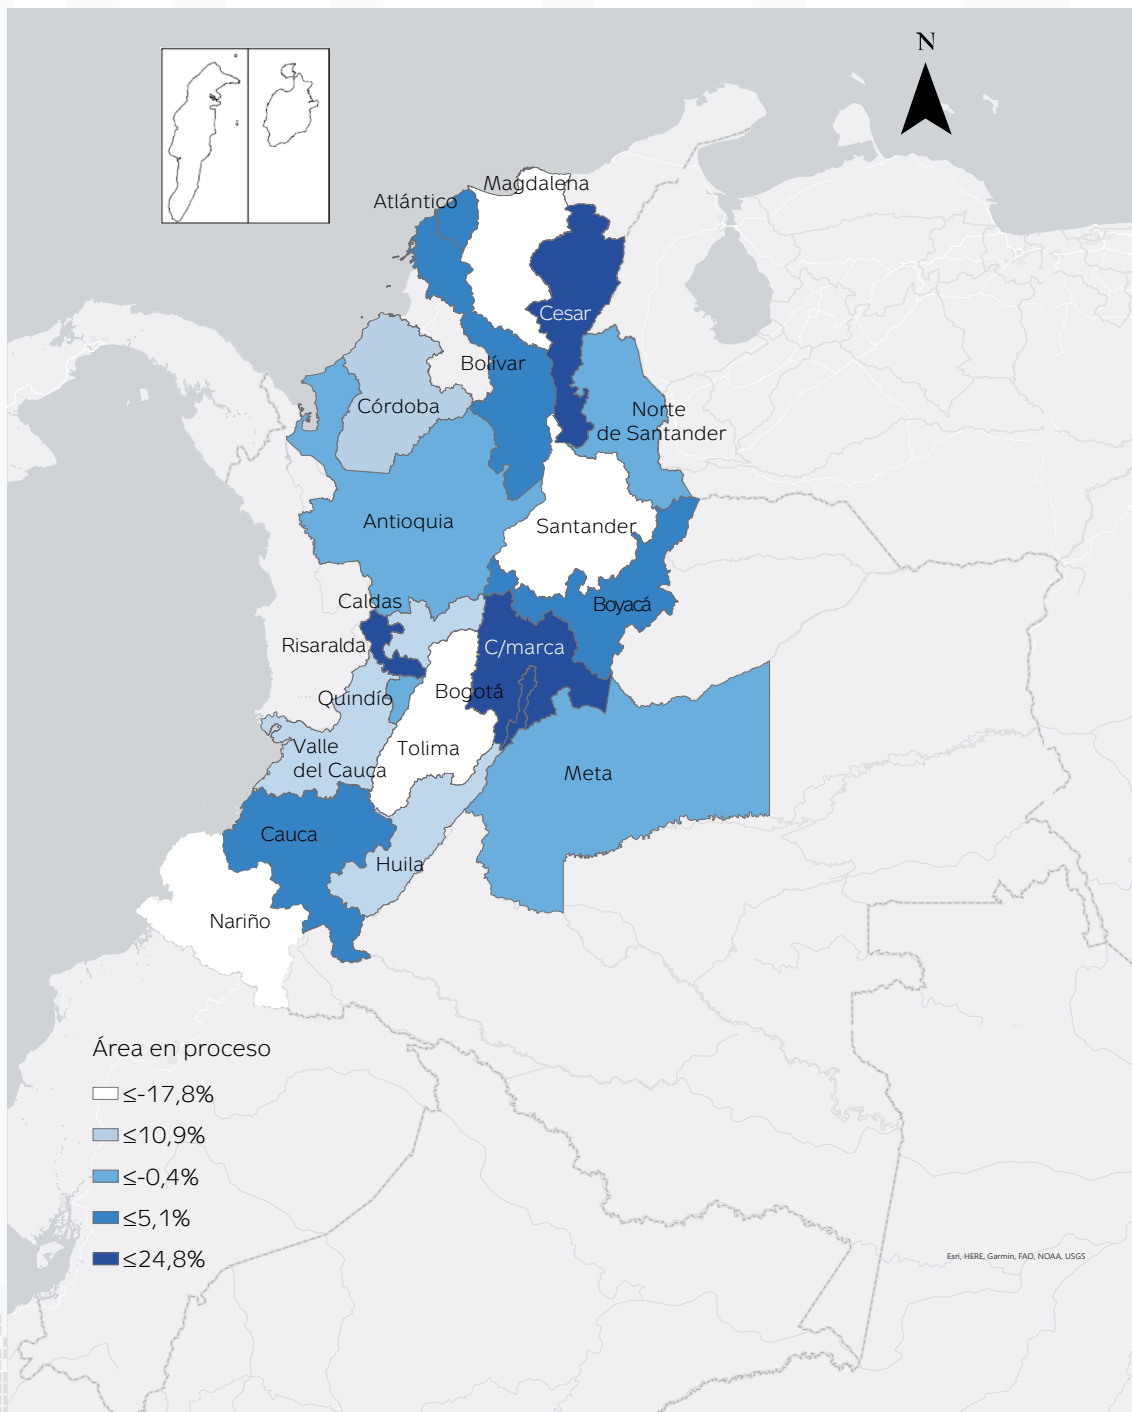 N
Magdalena
Atlántico
Cesar
Bolívar
Córdoba
Norte
de Santander
Antioquia
Santander
Caldas
Boyacá
Risaralda
C/marca
Quindío
Bogotá
Valle
del Cauca
Tolima
Meta
Cauca
Huila
Nariño
Área en proceso
≤-17,8%
≤10,9%
≤-0,4%
≤5,1%
≤24,8%
Esri, HERE, Garmin, FAO, NOAA, USGS